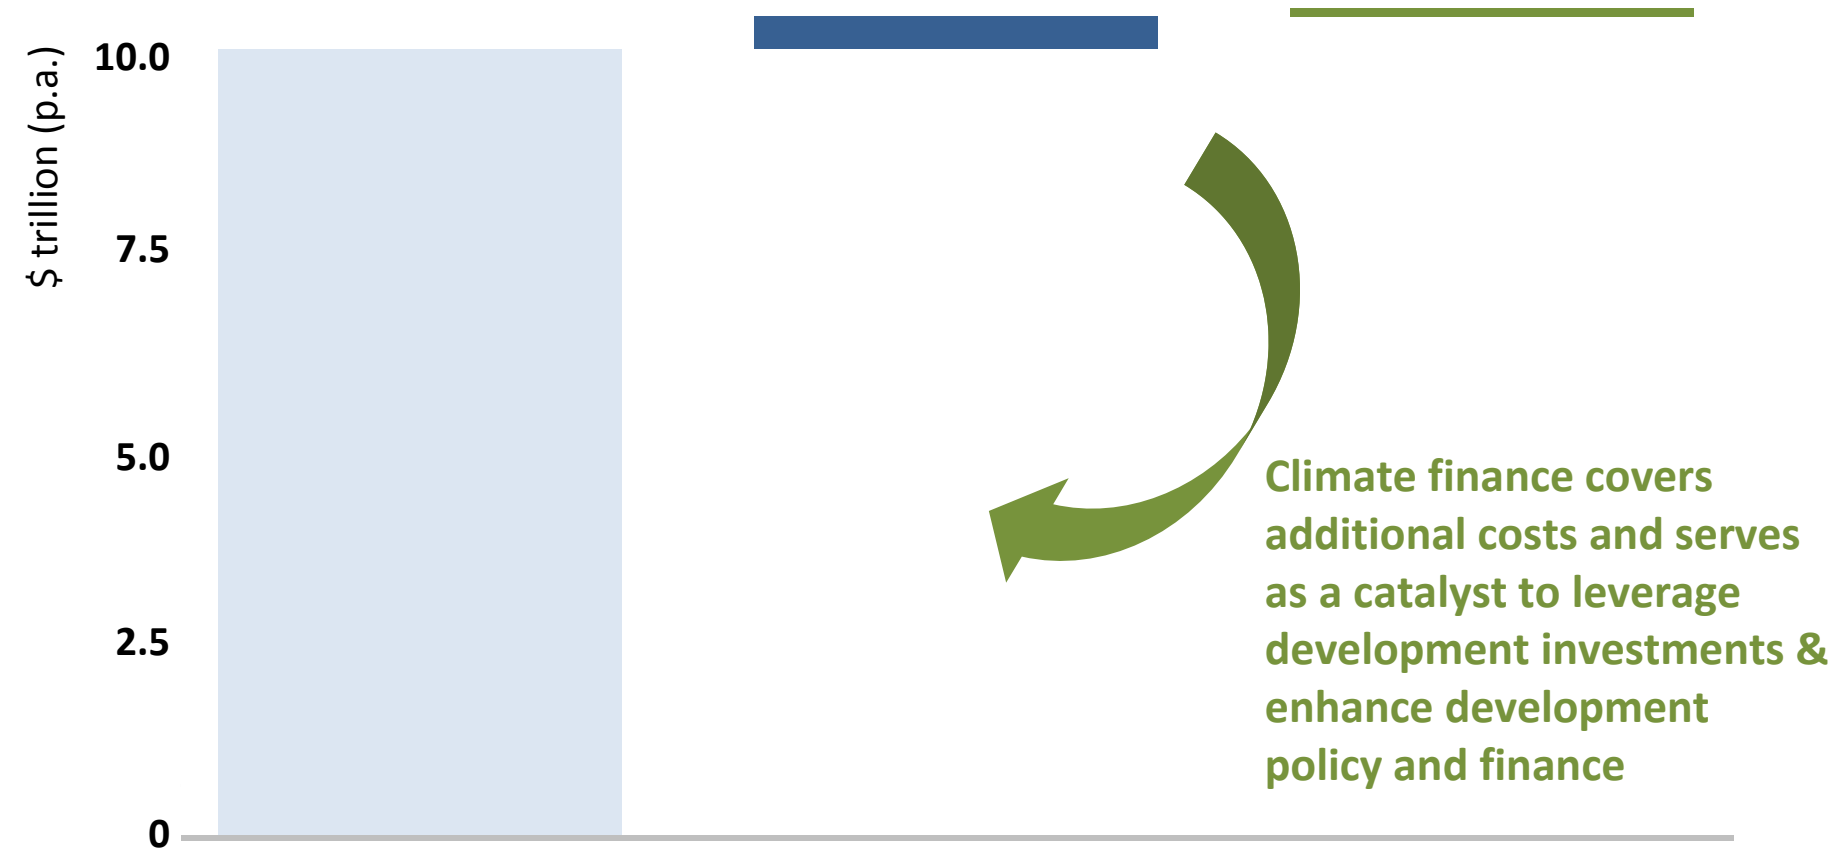 $ trillion (p.a.)
10.0
7.5
5.0
2.5
0
Climate finance covers
additional costs and serves
as a catalyst to leverage
development investments &
enhance development
policy and finance